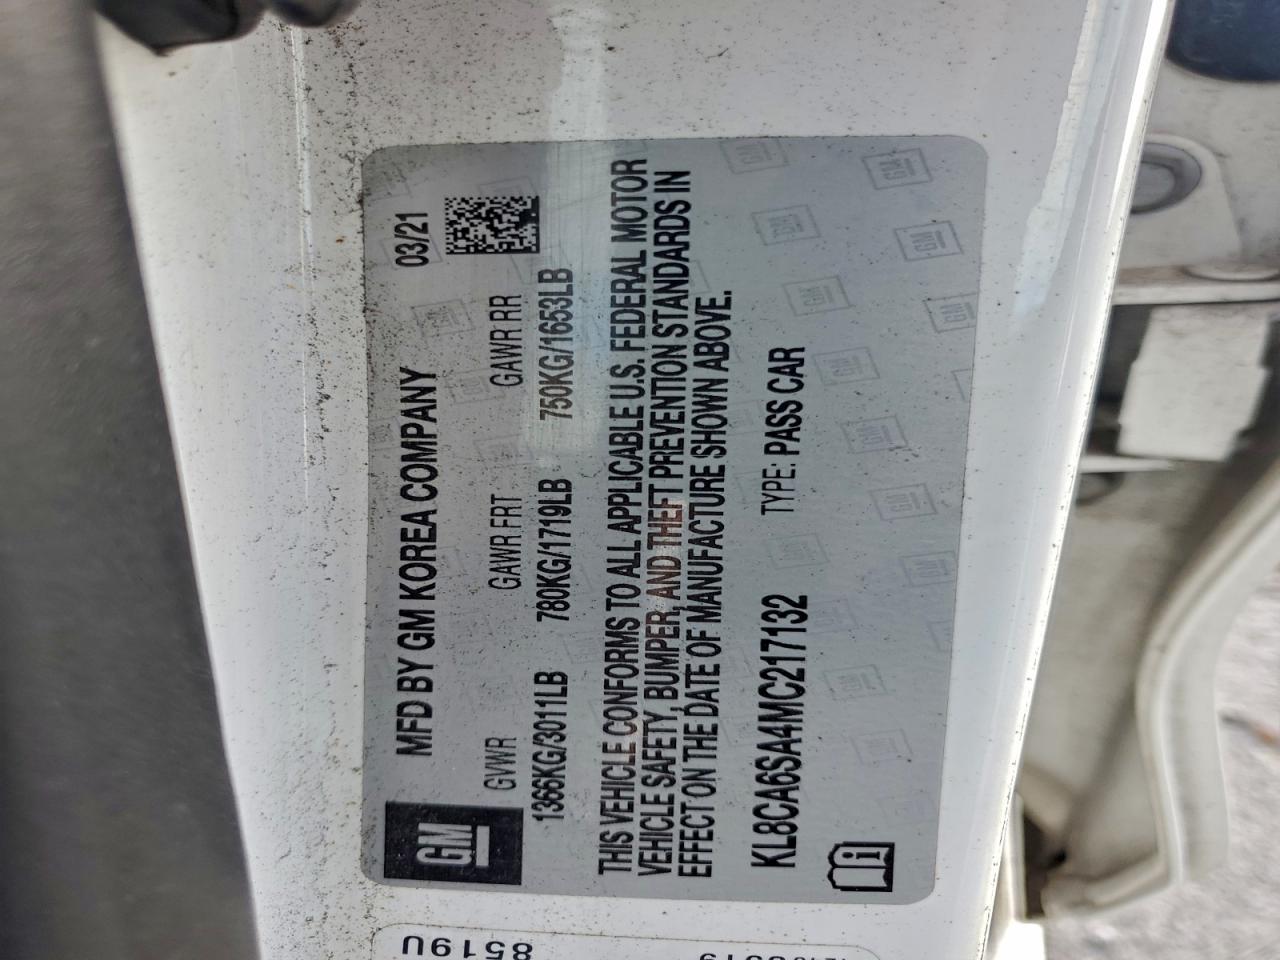 GM
MFD BY GM KOREA COMPANY 03/21
GVWR GAWR FRT GAWR RR
1366KG/3011LB 780KG/1719LB 750KG/1653LB
THIS VEHICLE CONFORMS TO ALL APPLICABLE U.S. FEDERAL MOTOR
VEHICLE SAFETY, BUMPER, AND THEFT PREVENTION STANDARDS IN
EFFECT ON THE DATE OF MANUFACTURE SHOWN ABOVE.
KL8CA6SA4MC217132 TYPE: PASS CAR
8519U